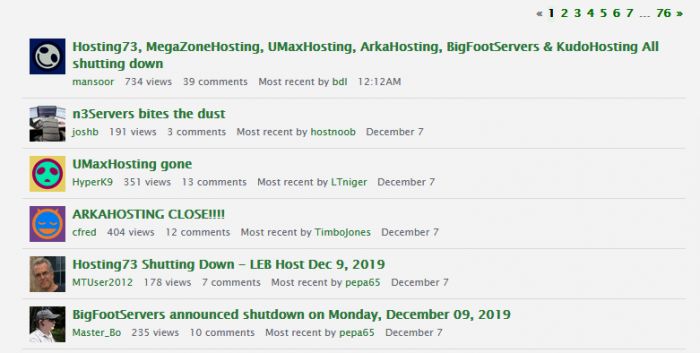 « 1 2 3 4 5 6 7 ... 76 »
Hosting73, MegaZoneHosting, UMaxHosting, ArkaHosting, BigFootServers & KudoHosting All
shutting down
mansoor 734 views 39 comments Most recent by bdl 12:12AM
n3Servers bites the dust
joshb 191 views 3 comments Most recent by hostnoob December 7
UMaxHosting gone
HyperK9 351 views 13 comments Most recent by LTniger December 7
ARKAHOSTING CLOSE!!!!
cfred 404 views 12 comments Most recent by TimboJones December 7
Hosting73 Shutting Down - LEB Host Dec 9, 2019
MTUser2012 178 views 7 comments Most recent by pepa65 December 7
BigFootServers announced shutdown on Monday, December 09, 2019
Master_Bo 235 views 10 comments Most recent by pepa65 December 7